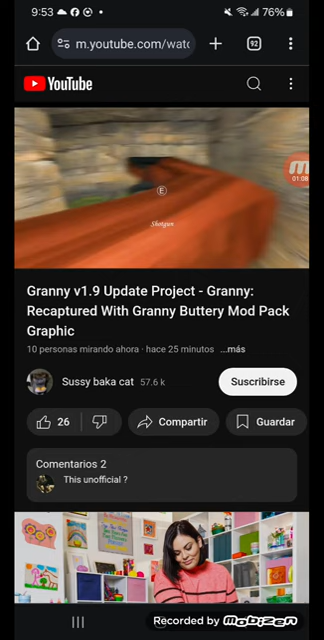 9:53
76%
m.youtube.com/watc
92
YouTube
01:08
E
Shotgun
Granny v1.9 Update Project - Granny:
Recaptured With Granny Buttery Mod Pack
Graphic
10 personas mirando ahora · hace 25 minutos ...más
Sussy baka cat 57.6 k
Suscribirse
26
Compartir
Guardar
Comentarios 2
This unofficial ?
Recorded by mobizen